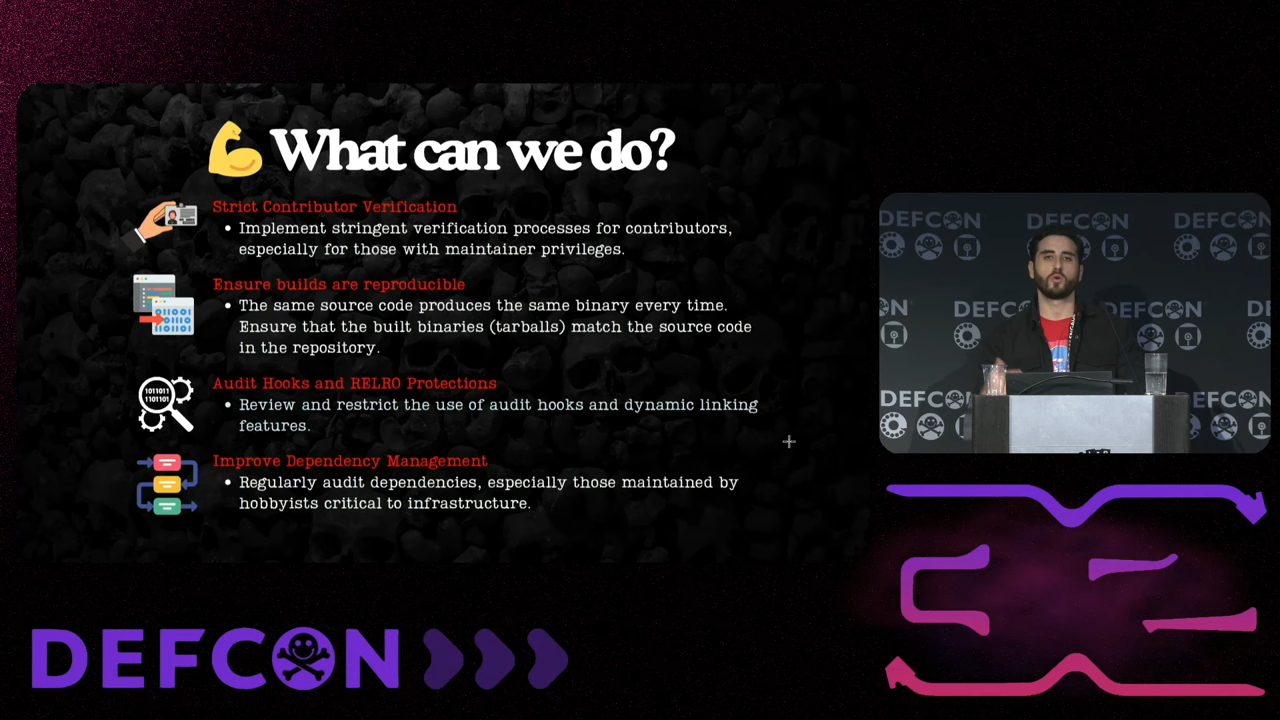 What can we do?
Strict Contributor Verification
• Implement stringent verification processes for contributors,
especially for those with maintainer privileges.
Ensure builds are reproducible
• The same source code produces the same binary every time.
Ensure that the built binaries (tarballs) match the source code
in the repository.
1011011
1101101
Audit Hooks and RELRO Protections
• Review and restrict the use of audit hooks and dynamic linking
features.
Improve Dependency Management
• Regularly audit dependencies, especially those maintained by
hobbyists critical to infrastructure.
DEFCON DEFCON DEFCON
DEFCON DEFCON
DEFCON
DEFCON